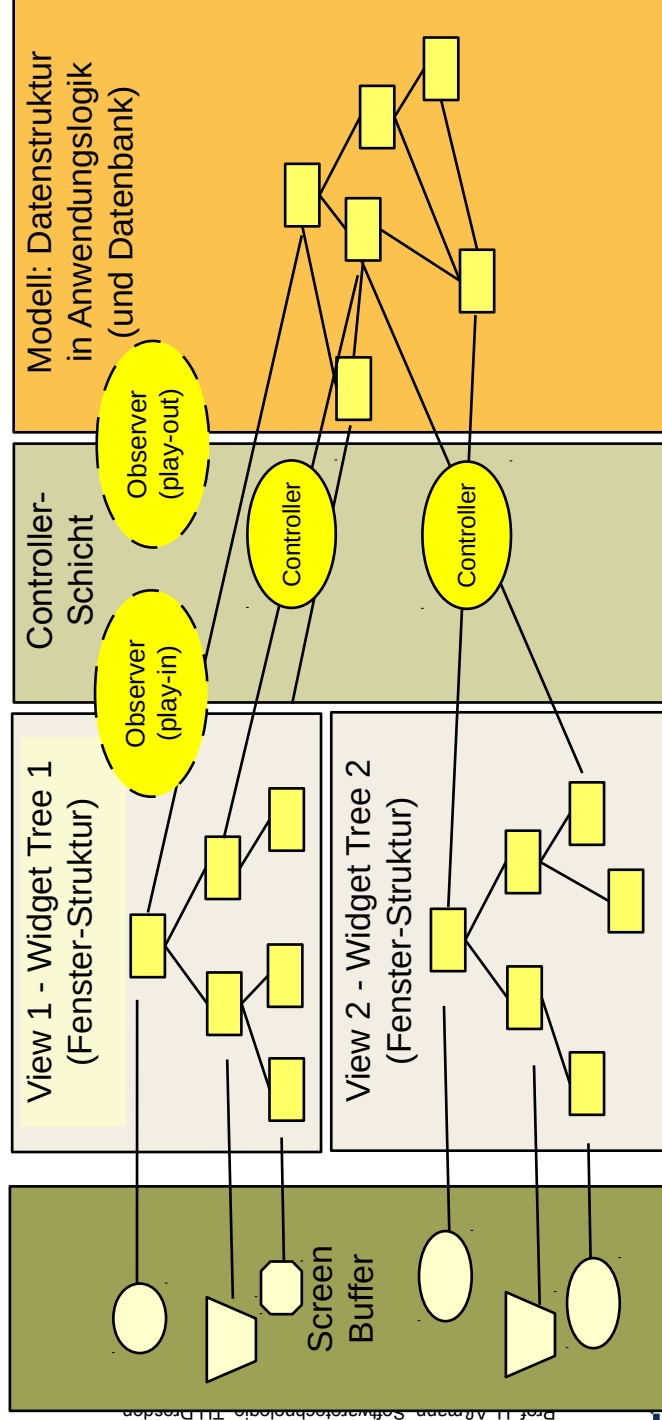 View 1 - Widget Tree 1
(Fenster-Struktur)
Controller-
Schicht
Modell: Datenstruktur
in Anwendungslogik
(und Datenbank)
Observer
(play-in)
Observer
(play-out)
Controller
Screen
Buffer
View 2 - Widget Tree 2
(Fenster-Struktur)
Controller
Prof. U. Aßmann, Softwaretechnologie, TU Dresden